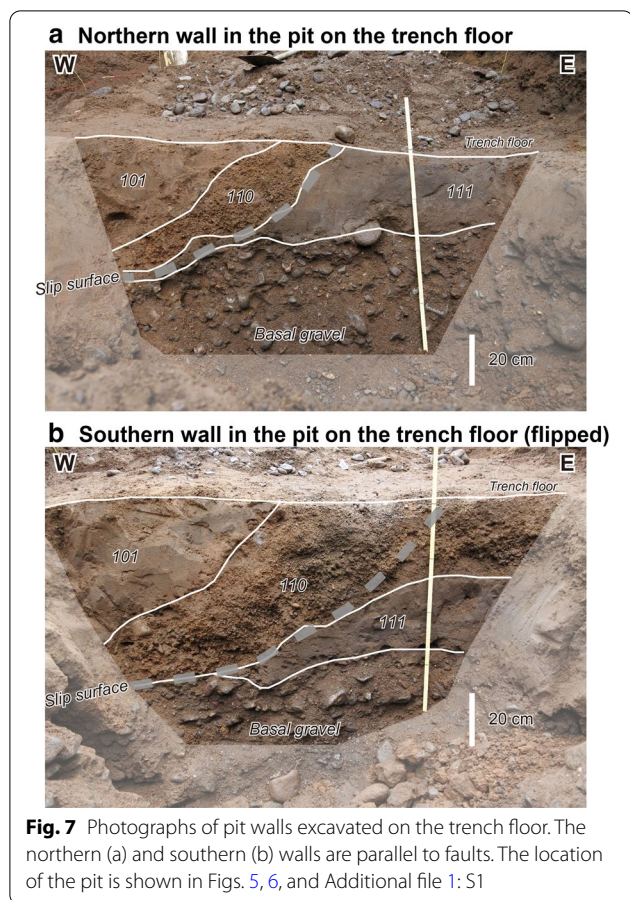 a Northern wall in the pit on the trench floor
W E
Trench floor
101
110
111
Slip surface
Basal gravel
20 cm
b Southern wall in the pit on the trench floor (flipped)
W E
Trench floor
101
110
111
Slip surface
Basal gravel
20 cm
Fig. 7 Photographs of pit walls excavated on the trench floor. The
northern (a) and southern (b) walls are parallel to faults. The location
of the pit is shown in Figs. 5, 6, and Additional file 1: S1